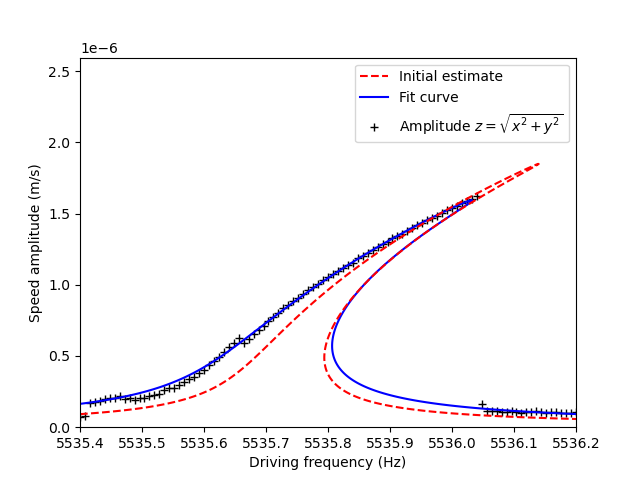 1e−6
2.5
2.0
1.5
1.0
0.5
0.0
Speed amplitude (m/s)
Initial estimate
Fit curve
Amplitude z = √x² + y²
5535.4 5535.5 5535.6 5535.7 5535.8 5535.9 5536.0 5536.1 5536.2
Driving frequency (Hz)